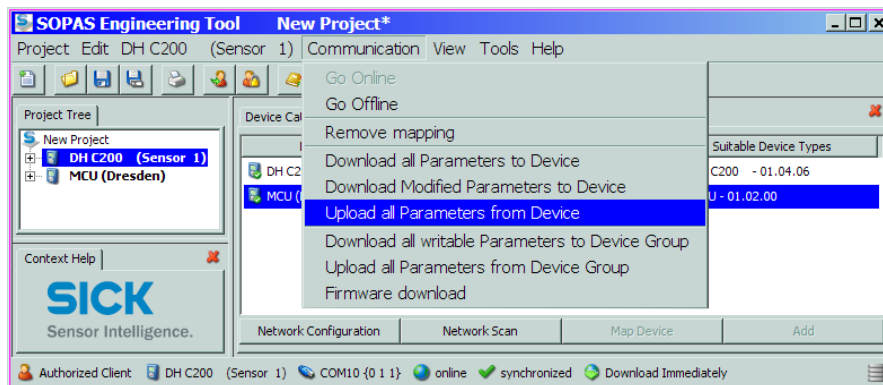 SOPAS Engineering Tool New Project*
Project Edit DH C200 (Sensor 1) Communication View Tools Help
Go Online
Go Offline
Remove mapping
Download all Parameters to Device
Download Modified Parameters to Device
Upload all Parameters from Device
Download all writable Parameters to Device Group
Upload all Parameters from Device Group
Firmware download
Project Tree
New Project
DH C200 (Sensor 1)
MCU (Dresden)
Context Help
SICK
Sensor Intelligence.
Device
Suitable Device Types
DH C2
C200 - 01.04.06
MCU (
- 01.02.00
Network Configuration Network Scan Map Device Add
Authorized Client DH C200 (Sensor 1) COM10 {0 1 1} online synchronized Download Immediately